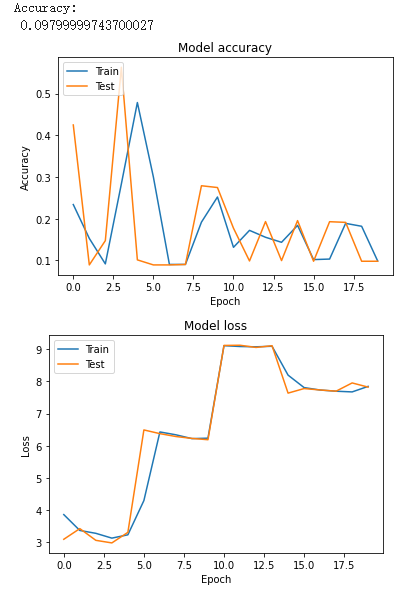 Accuracy:
0.09799999743700027
Model accuracy
Train
Test
0.5
0.4
0.3
0.2
0.1
Accuracy
0.0 2.5 5.0 7.5 10.0 12.5 15.0 17.5
Epoch
Model loss
Train
Test
9
8
7
6
5
4
3
Loss
0.0 2.5 5.0 7.5 10.0 12.5 15.0 17.5
Epoch